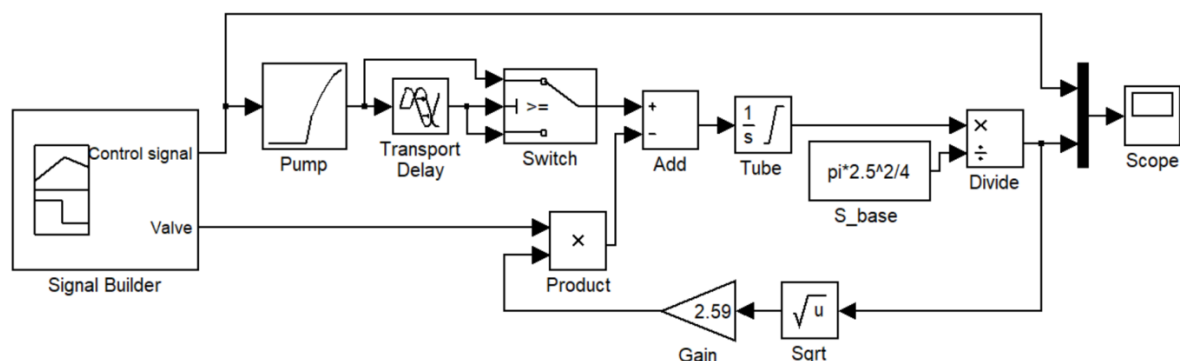 Control signal
Valve
Signal Builder
Pump
Transport
Delay
>=
Switch
+
−
Add
1
s
Tube
pi*2.5^2/4
S_base
×
÷
Divide
Scope
×
Product
2.59
Gain
√u
Sqrt